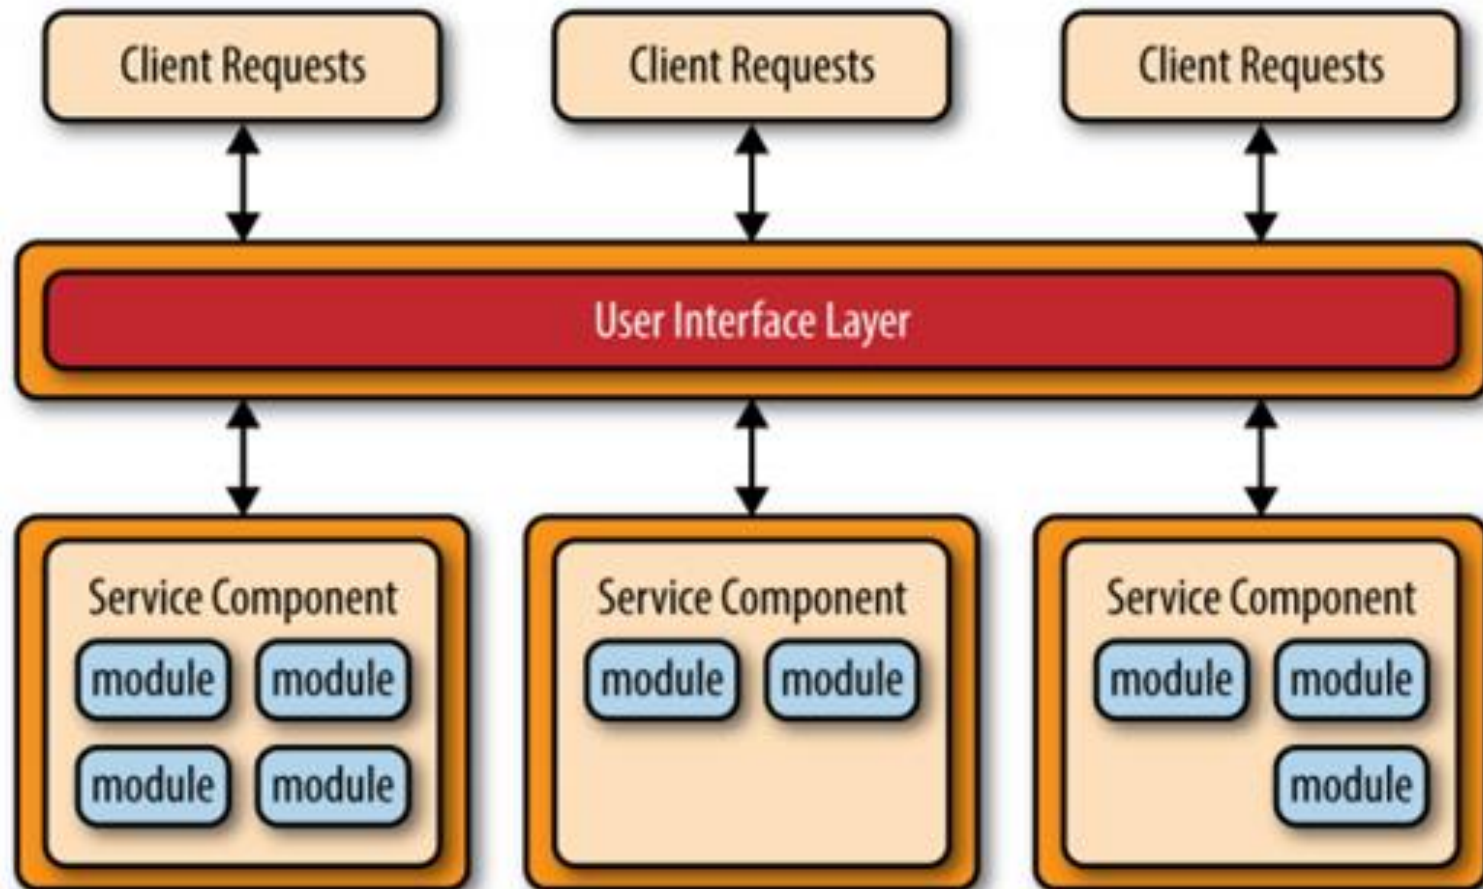 Client Requests
Client Requests
Client Requests
User Interface Layer
Service Component
module
module
module
module
Service Component
module
module
Service Component
module
module
module